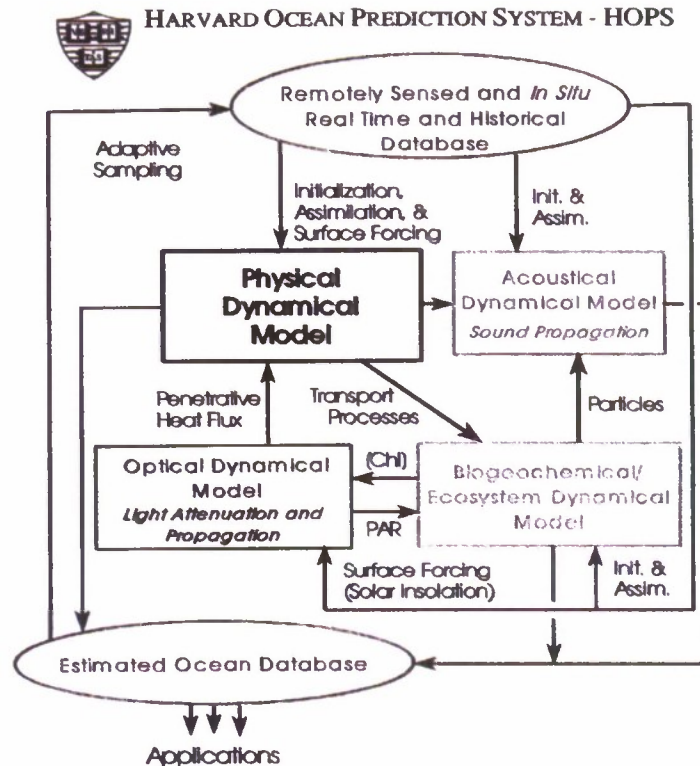 HARVARD OCEAN PREDICTION SYSTEM - HOPS
Remotely Sensed and In Situ
Real Time and Historical
Database
Adaptive
Sampling
Initialization,
Assimilation, &
Surface Forcing
Init. &
Assim.
Physical
Dynamical
Model
Acoustical
Dynamical Model
Sound Propagation
Penetrative
Heat Flux
Transport
Processes
Particles
Optical Dynamical
Model
Light Attenuation and
Propagation
(Chl)
PAR
Biogeochemical/
Ecosystem Dynamical
Model
Surface Forcing
(Solar Insolation)
Init. &
Assim.
Estimated Ocean Database
Applications